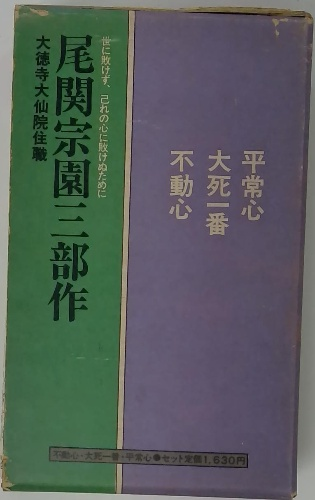 平常心
大死一番
不動心
世に敗けず、己れの心に敗けぬために
尾関宗園三部作
大徳寺大仙院住職
不動心・大死一番・平常心●セット定価1,630円